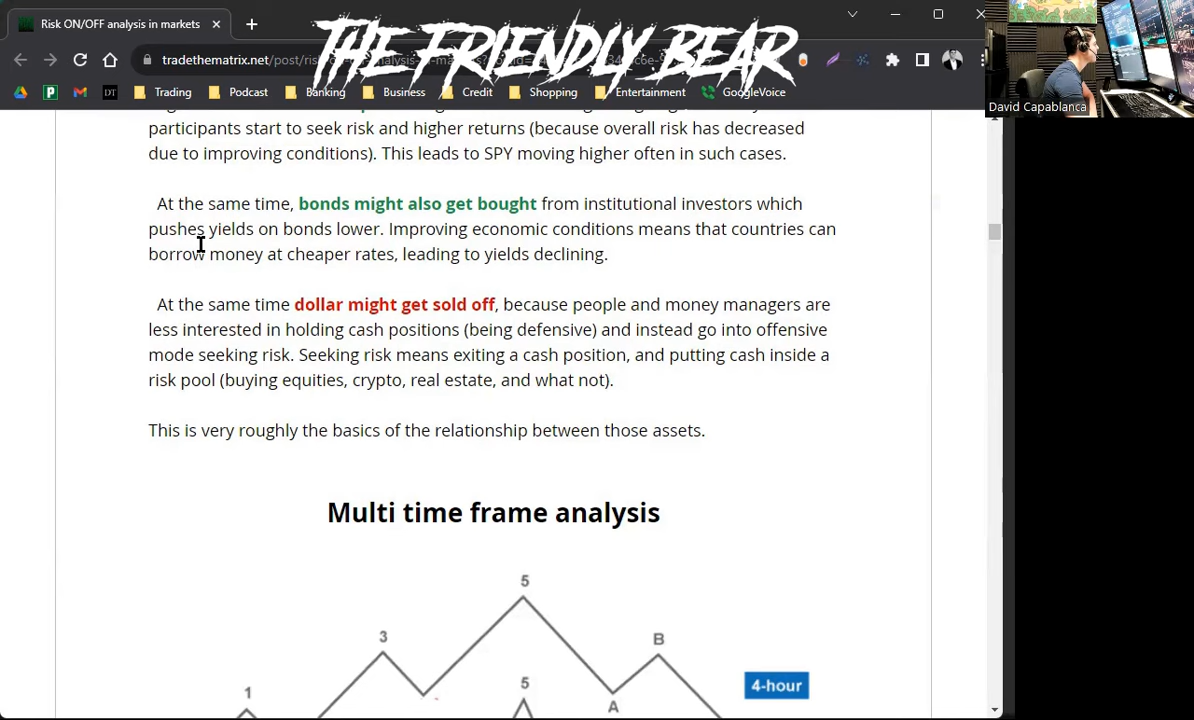 Risk ON/OFF analysis in markets
THE FRIENDLY BEAR
tradethematrix.net/post/
Trading
Podcast
Banking
Business
Credit
Shopping
Entertainment
GoogleVoice
David Capablanca
participants start to seek risk and higher returns (because overall risk has decreased
due to improving conditions). This leads to SPY moving higher often in such cases.
At the same time, bonds might also get bought from institutional investors which
pushes yields on bonds lower. Improving economic conditions means that countries can
borrow money at cheaper rates, leading to yields declining.
At the same time dollar might get sold off, because people and money managers are
less interested in holding cash positions (being defensive) and instead go into offensive
mode seeking risk. Seeking risk means exiting a cash position, and putting cash inside a
risk pool (buying equities, crypto, real estate, and what not).
This is very roughly the basics of the relationship between those assets.
Multi time frame analysis
5
3
B
1
5
A
4-hour